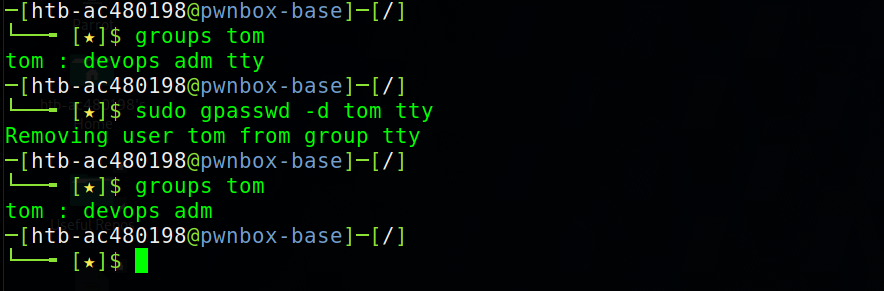 ─[htb-ac480198@pwnbox-base]─[/]
└──╼ [★]$ groups tom
tom : devops adm tty
─[htb-ac480198@pwnbox-base]─[/]
└──╼ [★]$ sudo gpasswd -d tom tty
Removing user tom from group tty
─[htb-ac480198@pwnbox-base]─[/]
└──╼ [★]$ groups tom
tom : devops adm
─[htb-ac480198@pwnbox-base]─[/]
└──╼ [★]$